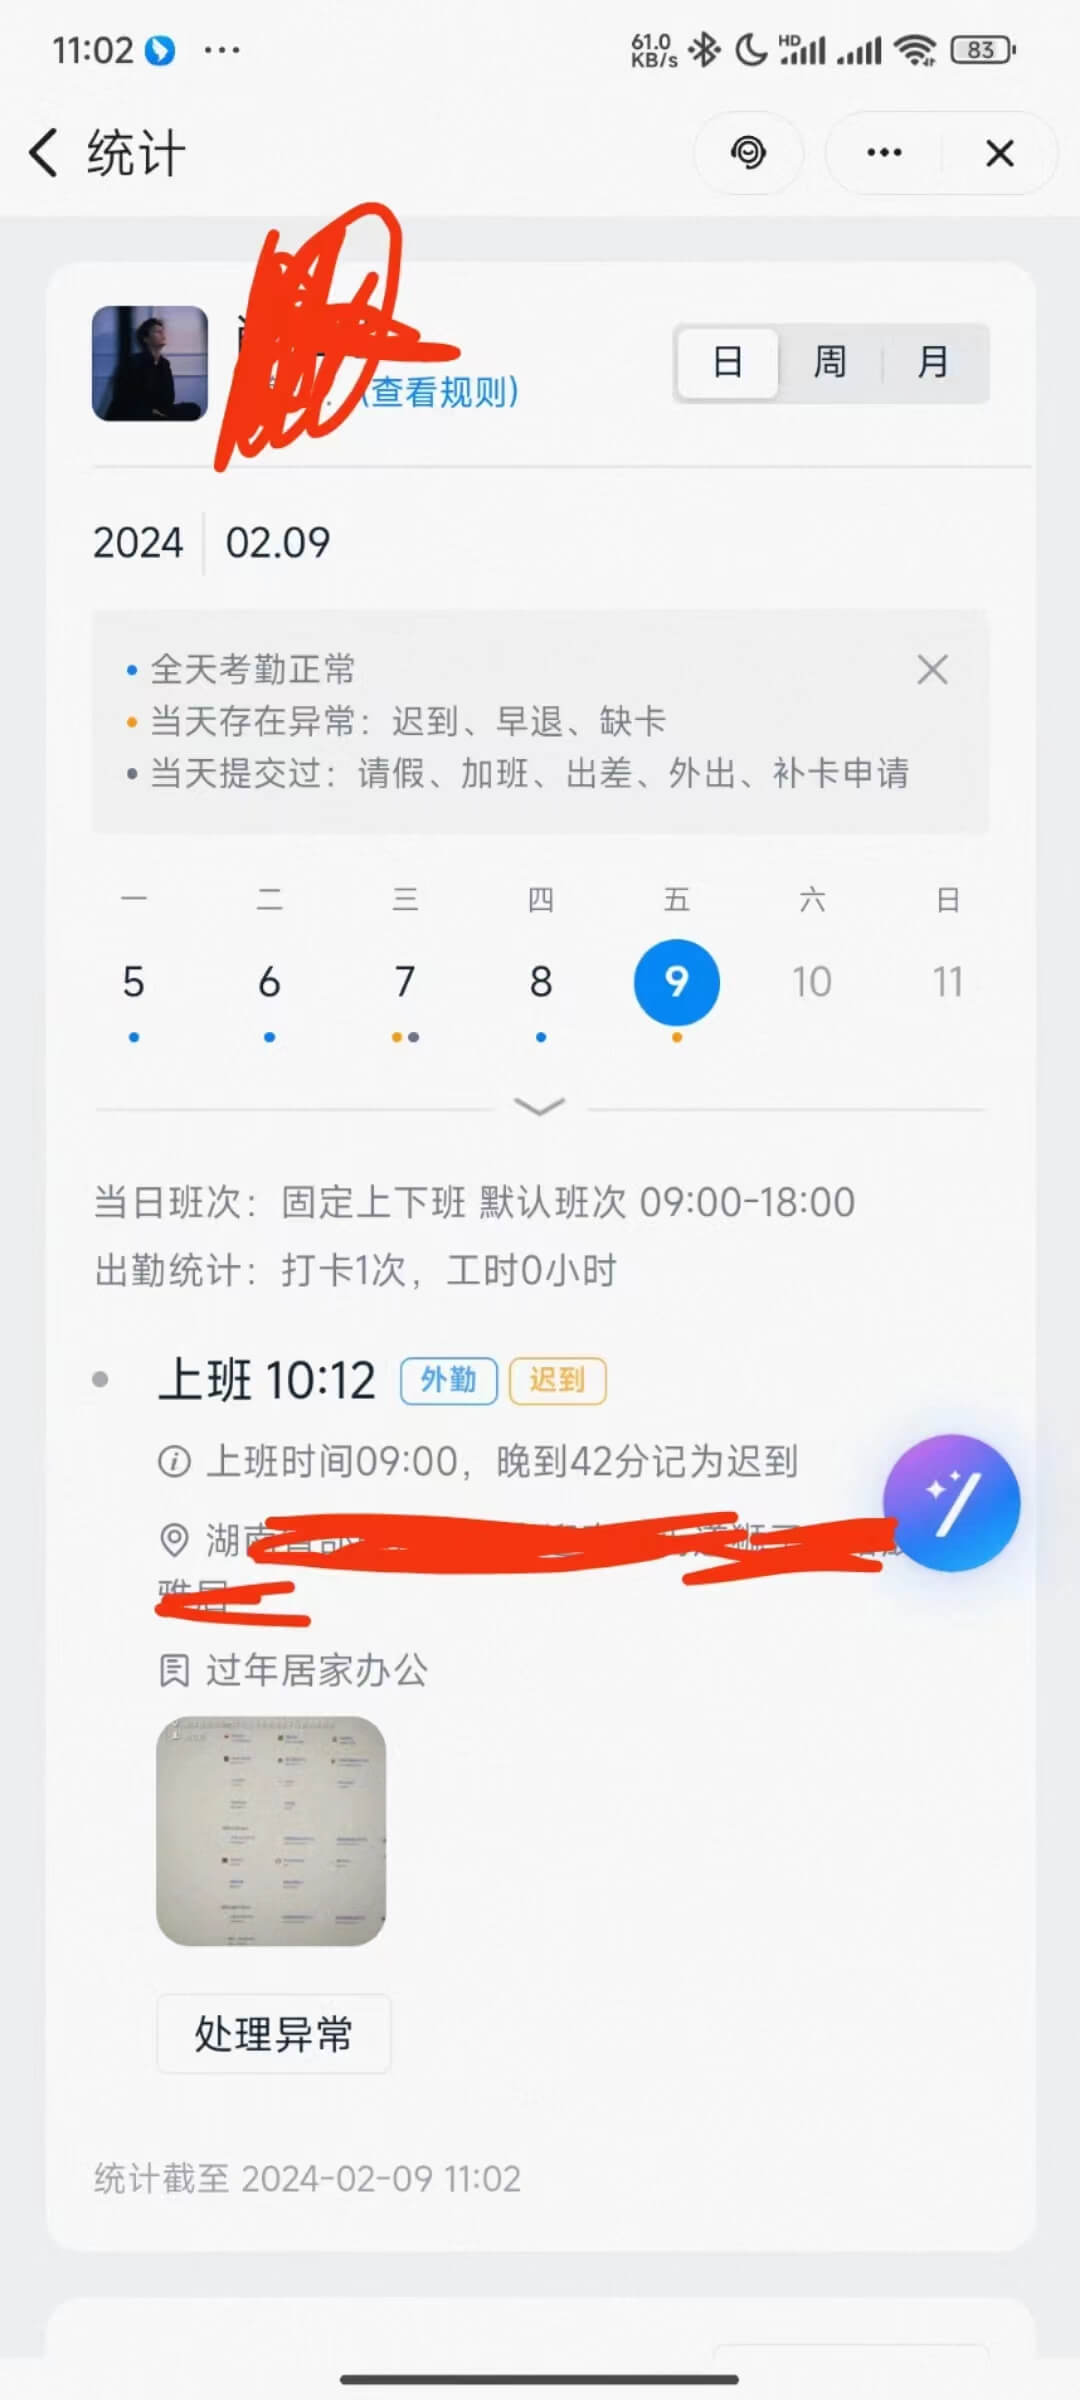 11:02 ...
61.0 KB/s HD 83
统计
(查看规则)
日 周 月
2024 02.09
全天考勤正常
当天存在异常：迟到、早退、缺卡
当天提交过：请假、加班、出差、外出、补卡申请
一 二 三 四 五 六 日
5 6 7 8 9 10 11
当日班次：固定上下班 默认班次 09:00-18:00
出勤统计：打卡1次，工时0小时
上班 10:12 外勤 迟到
上班时间09:00，晚到42分记为迟到
湖南
过年居家办公
处理异常
统计截至 2024-02-09 11:02